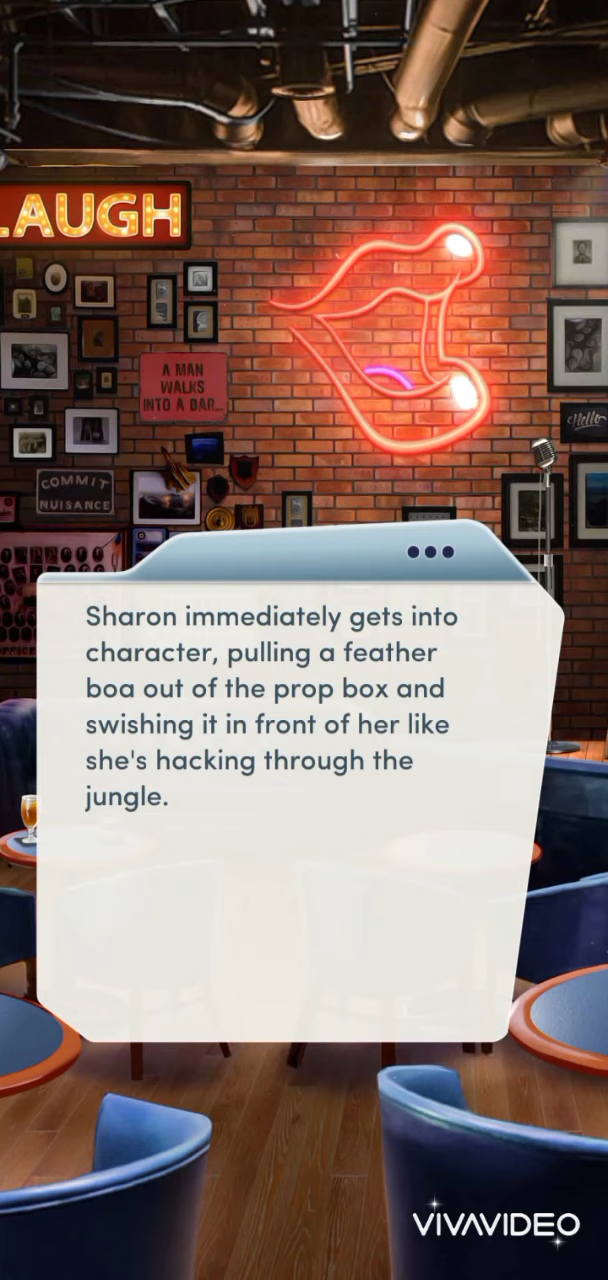 LAUGH
A MAN
WALKS
INTO A BAR...
Hello
COMMIT
NUISANCE
Sharon immediately gets into
character, pulling a feather
boa out of the prop box and
swishing it in front of her like
she's hacking through the
jungle.
VIVAVIDEO